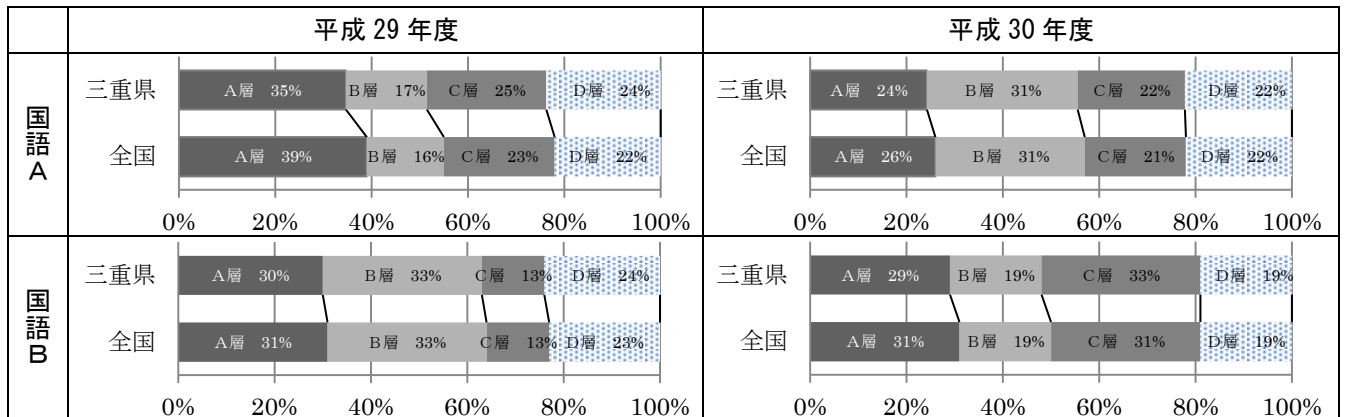 平成 29 年度
平成 30 年度
国語A
三重県
A層 35% B層 17% C層 25% D層 24%
全国
A層 39% B層 16% C層 23% D層 22%
0% 20% 40% 60% 80% 100%
三重県
A層 24% B層 31% C層 22% D層 22%
全国
A層 26% B層 31% C層 21% D層 22%
0% 20% 40% 60% 80% 100%
国語B
三重県
A層 30% B層 33% C層 13% D層 24%
全国
A層 31% B層 33% C層 13% D層 23%
0% 20% 40% 60% 80% 100%
三重県
A層 29% B層 19% C層 33% D層 19%
全国
A層 31% B層 19% C層 31% D層 19%
0% 20% 40% 60% 80% 100%